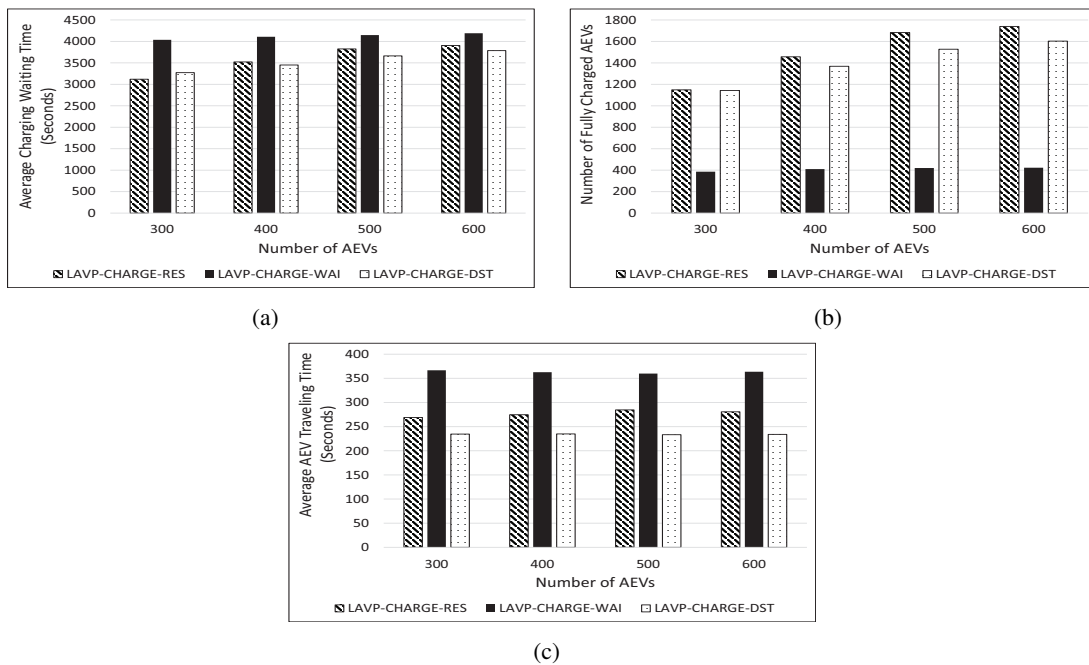 Average Charging Waiting Time
(Seconds)
4500
4000
3500
3000
2500
2000
1500
1000
500
0
300 400 500 600
Number of AEVs
LAVP-CHARGE-RES LAVP-CHARGE-WAI LAVP-CHARGE-DST
(a)
Number of Fully Charged AEVs
1800
1600
1400
1200
1000
800
600
400
200
0
300 400 500 600
Number of AEVs
LAVP-CHARGE-RES LAVP-CHARGE-WAI LAVP-CHARGE-DST
(b)
Average AEV Traveling Time
(Seconds)
400
350
300
250
200
150
100
50
0
300 400 500 600
Number of AEVs
LAVP-CHARGE-RES LAVP-CHARGE-WAI LAVP-CHARGE-DST
(c)